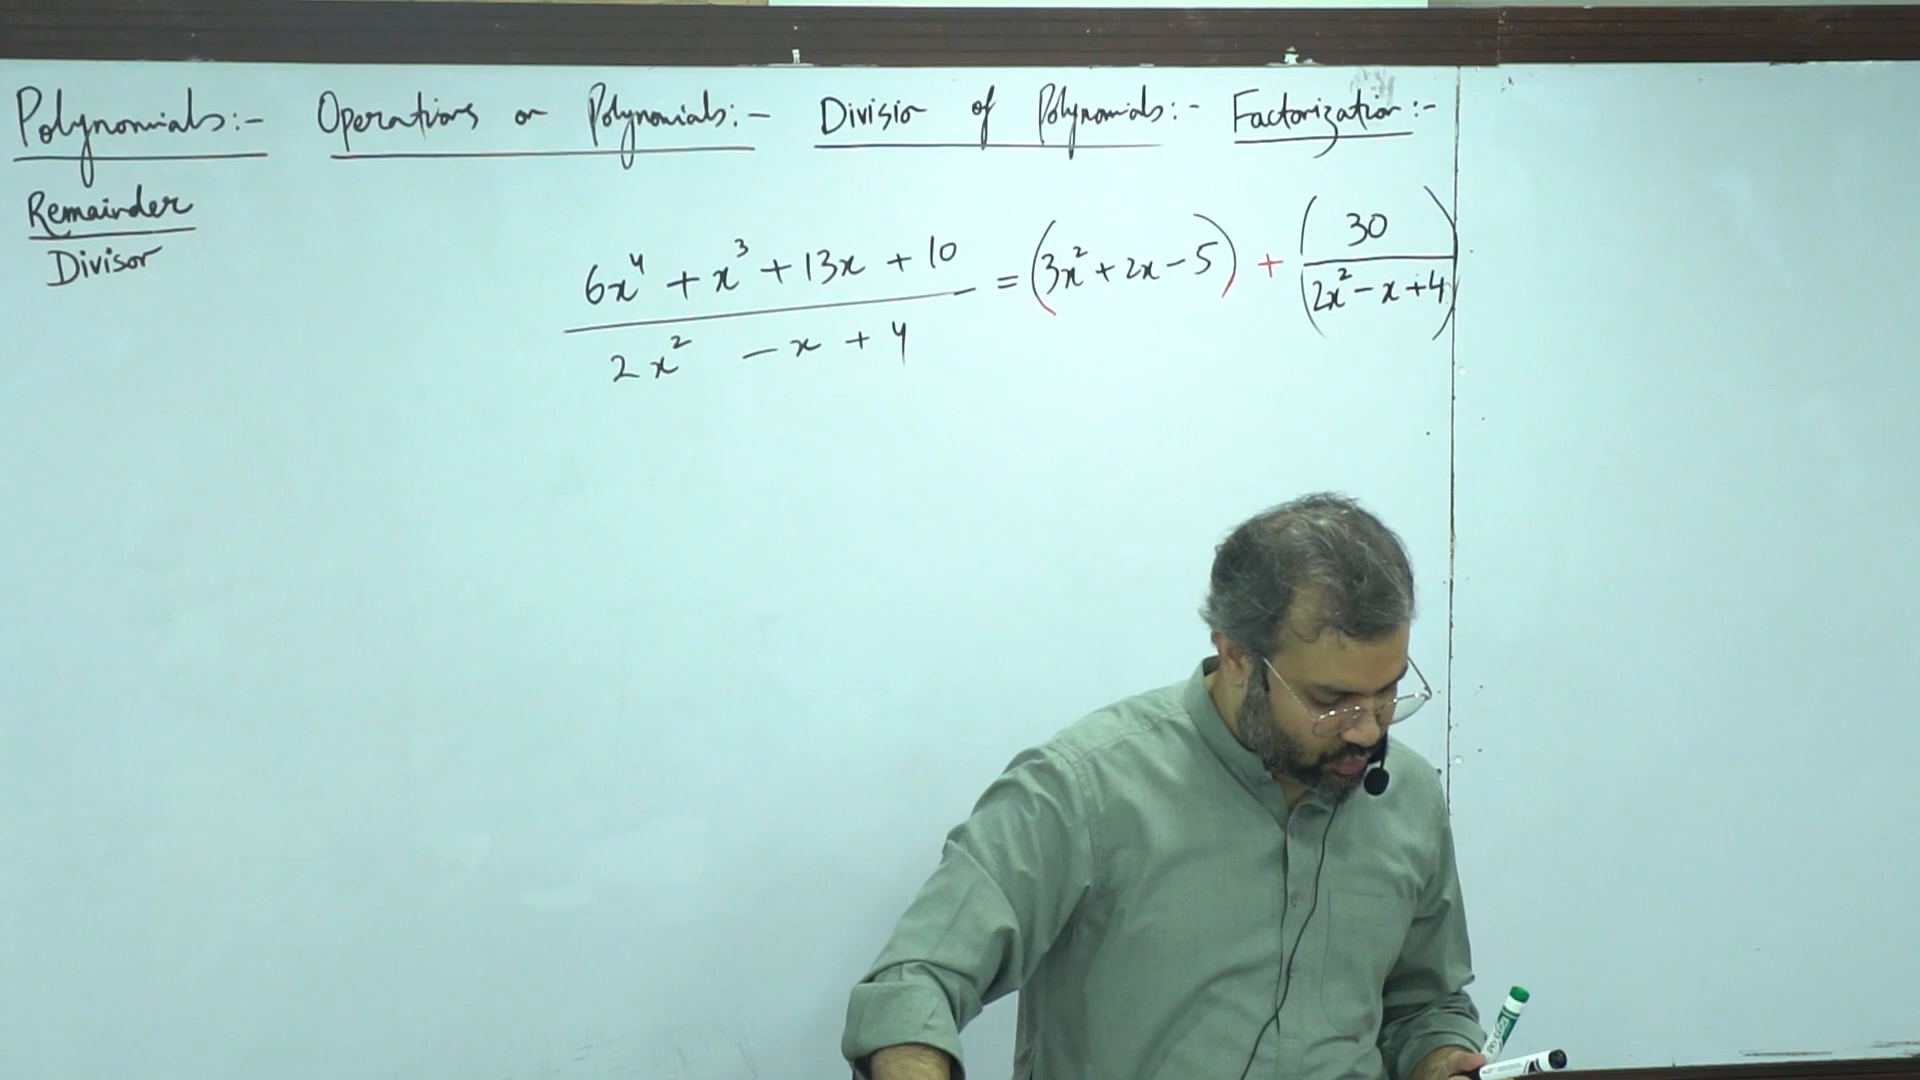 Polynomials:- Operations on Polynomials:- Division of Polynomials:- Factorization:-
Remainder
Divisor
6x⁴ + x³ + 13x + 10
2x² - x + 4
= (3x² + 2x - 5) + (30
2x² - x + 4)